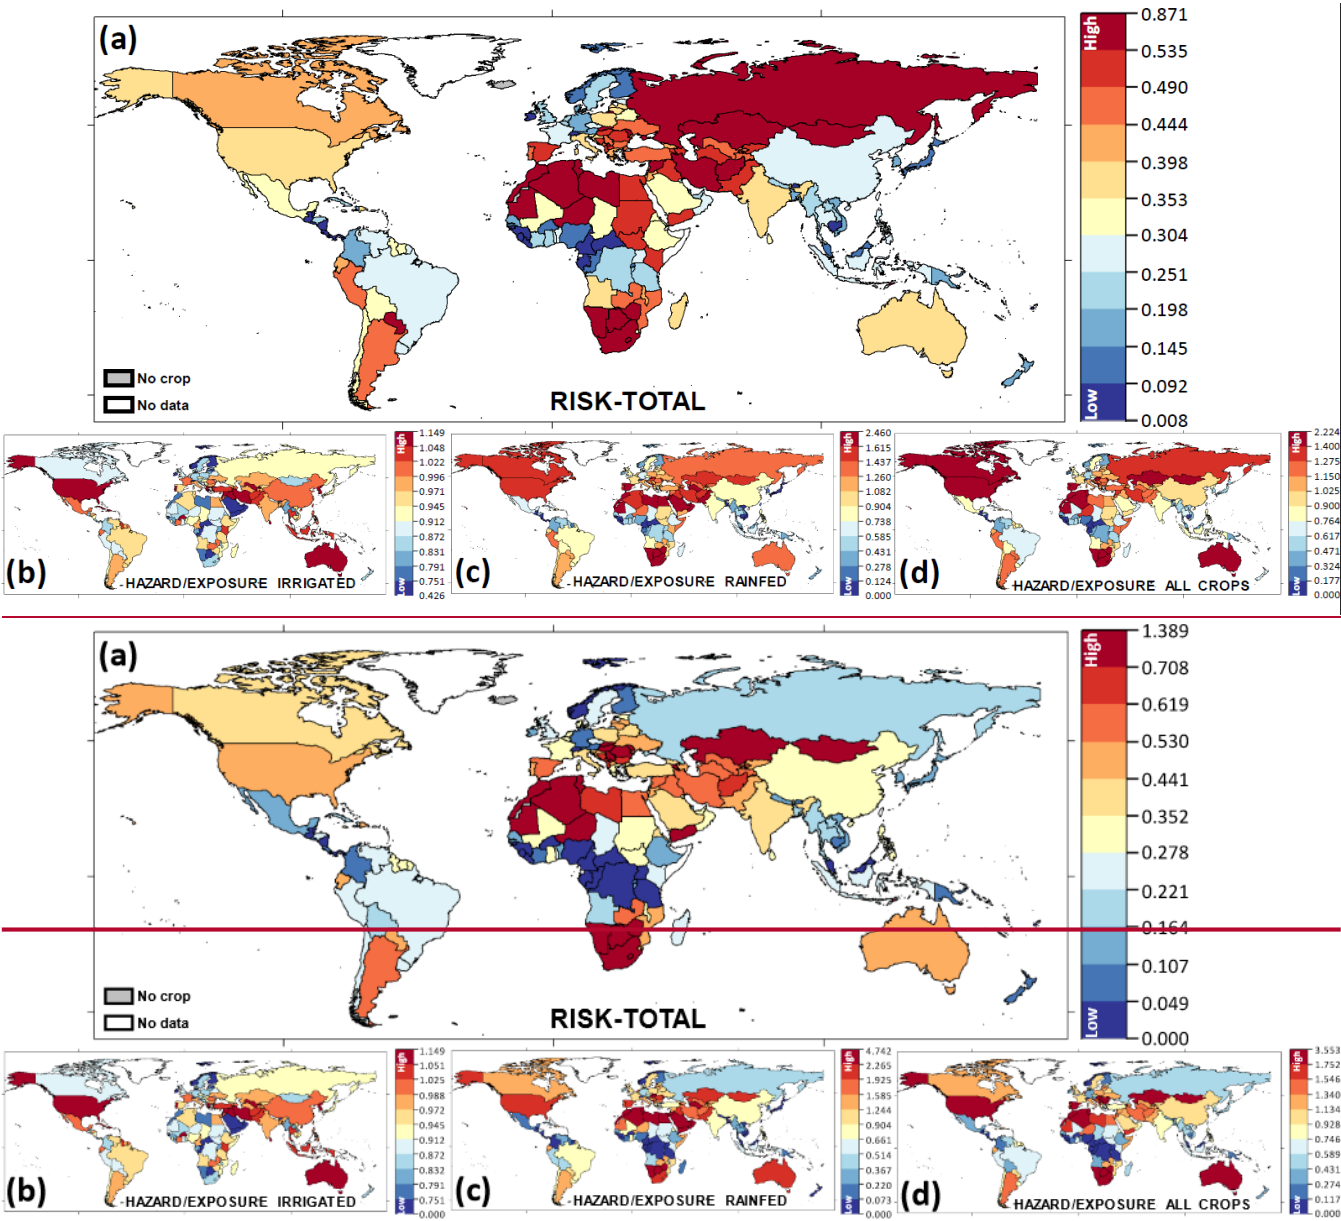 (a)
High
0.871
0.535
0.490
0.444
0.398
0.353
0.304
0.251
0.198
0.145
0.092
Low
0.008
No crop
No data
RISK-TOTAL
(b)
HAZARD/EXPOSURE IRRIGATED
High
1.149
1.048
1.022
0.996
0.971
0.945
0.912
0.872
0.831
0.791
0.751
Low
0.426
(c)
HAZARD/EXPOSURE RAINFED
High
2.460
1.615
1.437
1.260
1.082
0.904
0.738
0.585
0.431
0.278
0.124
Low
0.000
(d)
HAZARD/EXPOSURE ALL CROPS
High
2.224
1.400
1.275
1.150
1.025
0.900
0.764
0.617
0.471
0.324
0.177
Low
0.000
(a)
High
1.389
0.708
0.619
0.530
0.441
0.352
0.278
0.221
0.164
0.107
0.049
Low
0.000
No crop
No data
RISK-TOTAL
(b)
HAZARD/EXPOSURE IRRIGATED
High
1.149
1.051
1.025
0.988
0.972
0.945
0.912
0.872
0.832
0.791
0.751
Low
0.000
(c)
HAZARD/EXPOSURE RAINFED
High
4.742
2.265
1.925
1.585
1.244
0.904
0.661
0.514
0.367
0.220
0.073
Low
0.000
(d)
HAZARD/EXPOSURE ALL CROPS
High
3.553
1.752
1.546
1.340
1.134
0.928
0.746
0.589
0.431
0.274
0.117
Low
0.000